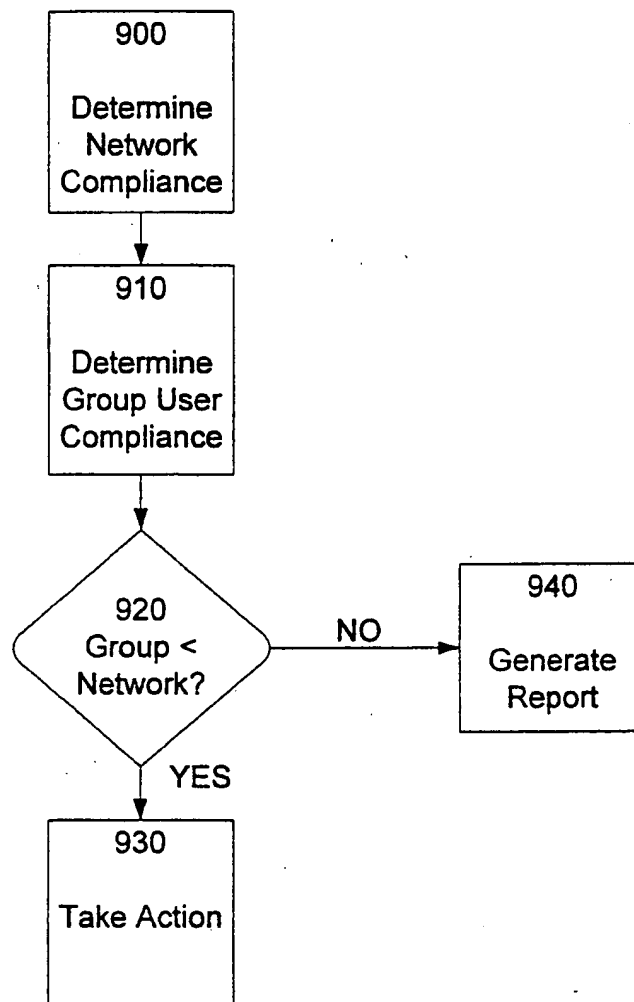 900
Determine
Network
Compliance
910
Determine
Group User
Compliance
920
Group <
Network?
NO
940
Generate
Report
YES
930
Take Action